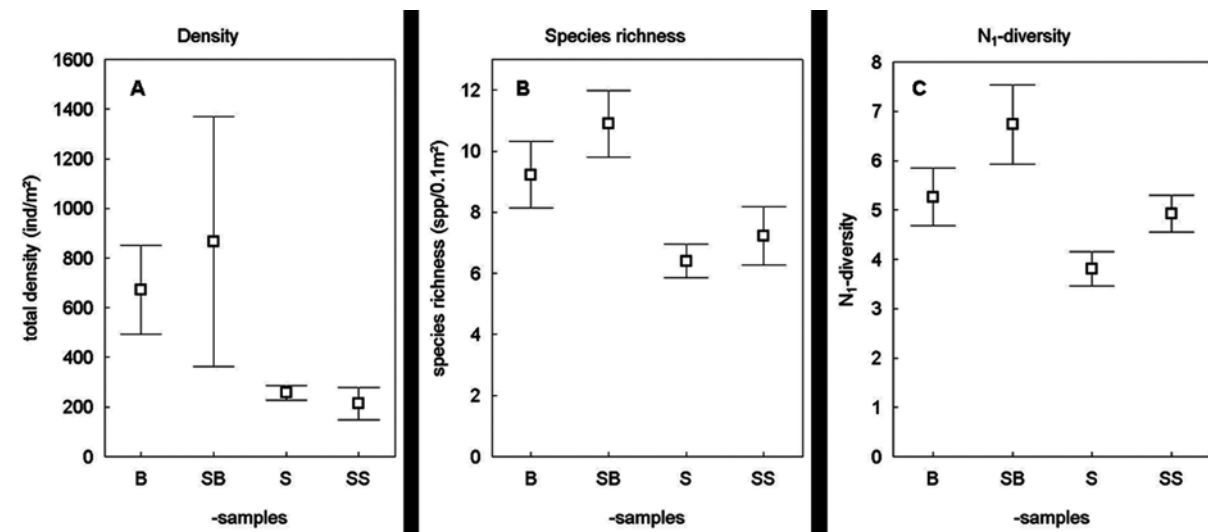 Density
A
total density (ind/m²)
1600
1400
1200
1000
800
600
400
200
0
B SB S SS
-samples
Species richness
B
species richness (spp/0.1m²)
12
10
8
6
4
2
0
B SB S SS
-samples
N₁-diversity
C
N₁-diversity
8
7
6
5
4
3
2
1
0
B SB S SS
-samples